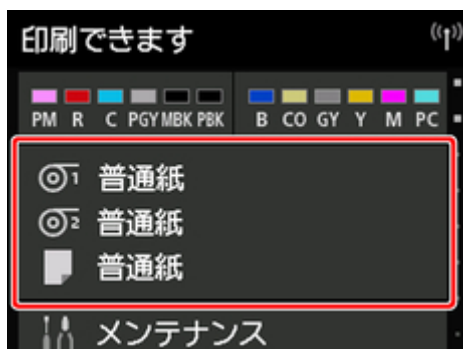 印刷できます
PM R C PGY MBK PBK B CO GY Y M PC
1 普通紙
2 普通紙
普通紙
メンテナンス